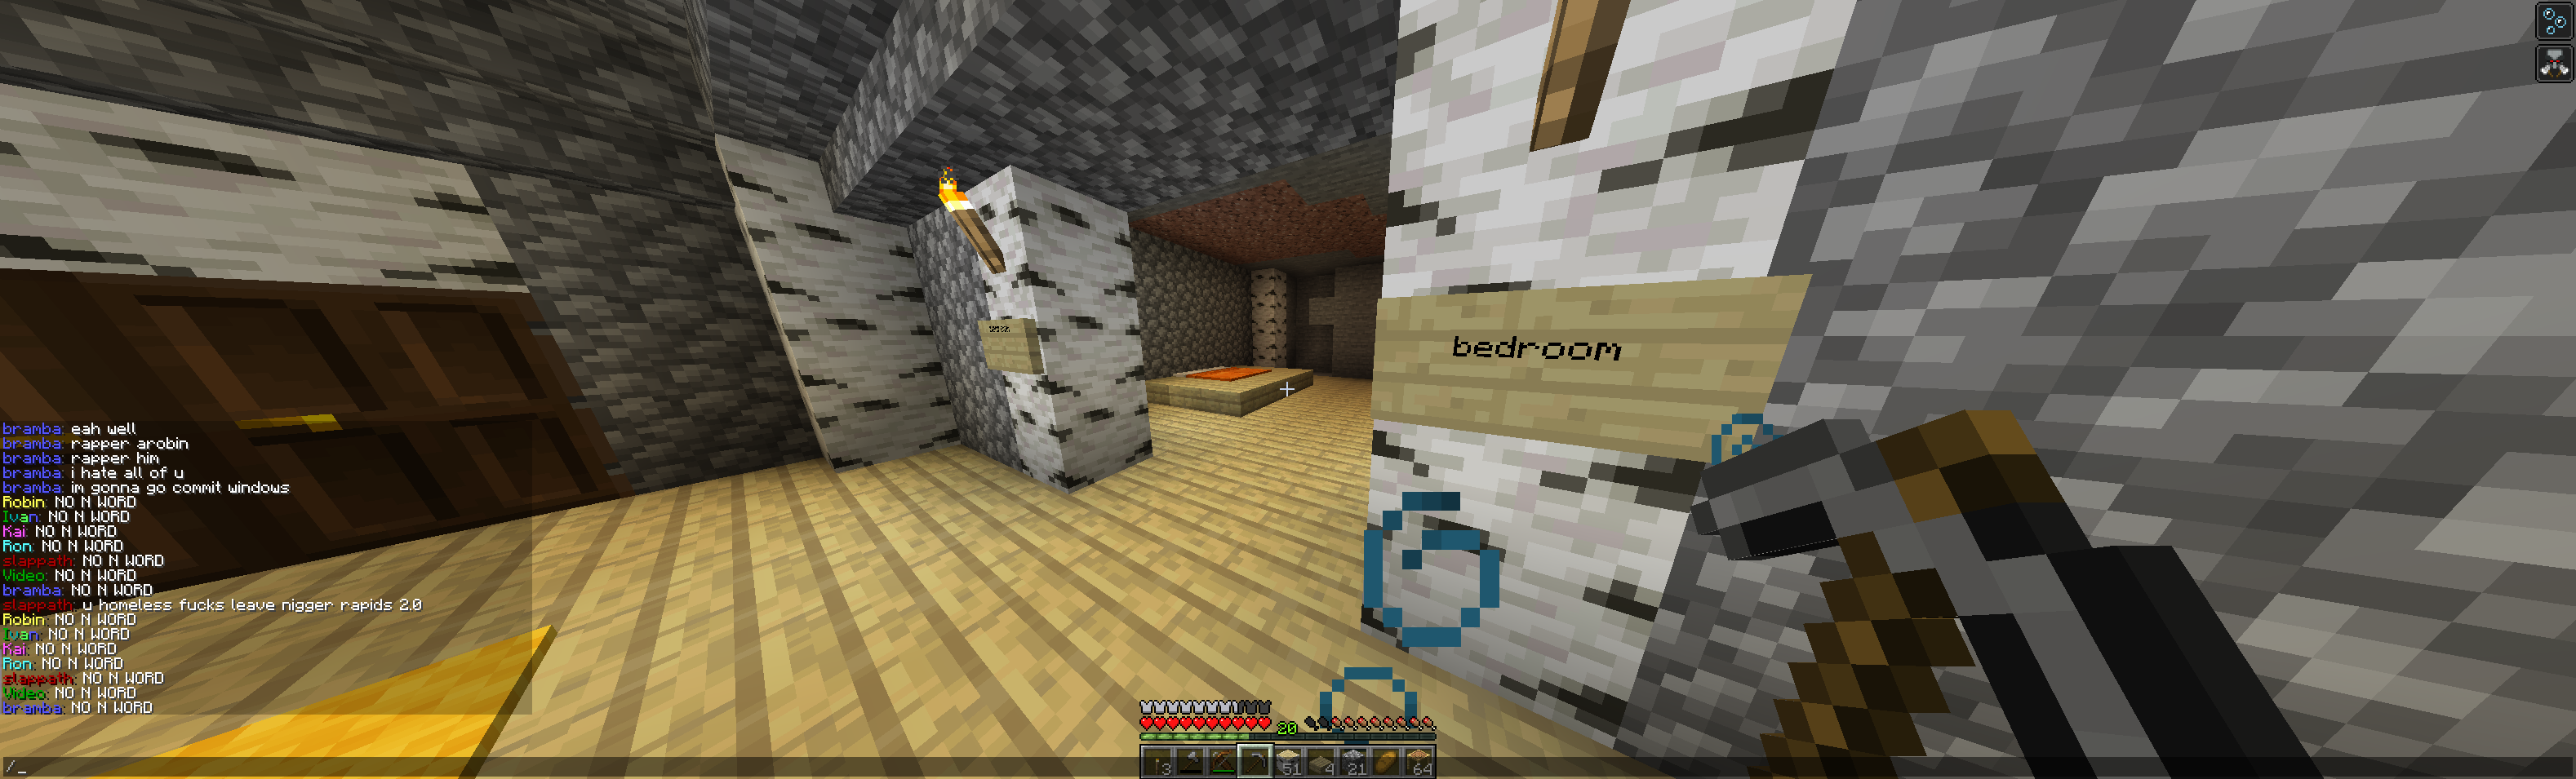 bedroom
bramba: eah well
bramba: rapper arobin
bramba: rapper him
bramba: i hate all of u
bramba: im gonna go commit windows
Robin: NO N WORD
Ivan: NO N WORD
Kai: NO N WORD
Ron: NO N WORD
slappath: NO N WORD
Video: NO N WORD
bramba: NO N WORD
slappath: u homeless fucks leave nigger rapids 2.0
Robin: NO N WORD
Ivan: NO N WORD
Kai: NO N WORD
Ron: NO N WORD
slappath: NO N WORD
Video: NO N WORD
bramba: NO N WORD
20
3 51 4 21 64
/_